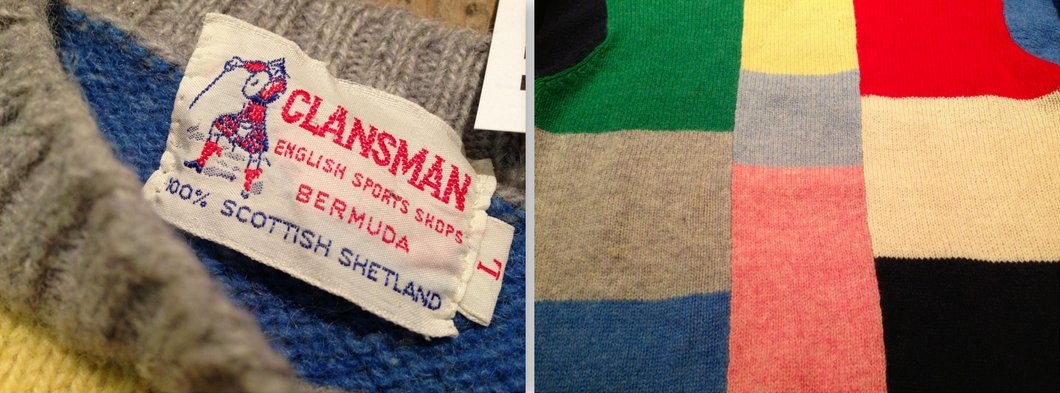 CLANSMAN
ENGLISH SPORTS SHOPS
BERMUDA
100% SCOTTISH SHETLAND
L